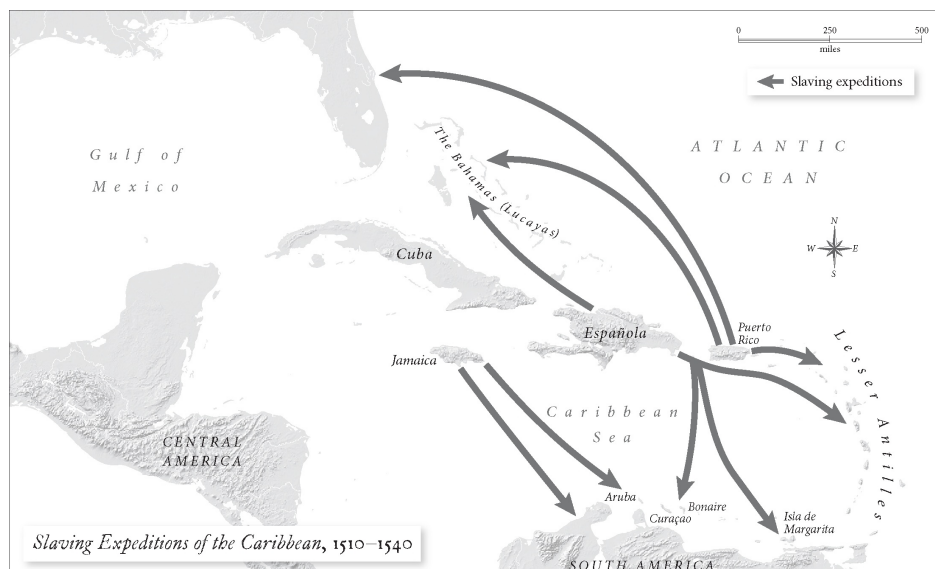 0 250 500
miles
Slaving expeditions
Gulf of
Mexico
ATLANTIC
OCEAN
The Bahamas (Lucayas)
N
W E
S
Cuba
Puerto
Rico
Española
Jamaica
Lesser Antilles
Caribbean
Sea
CENTRAL
AMERICA
Aruba
Bonaire
Curaçao
Isla de
Margarita
Slaving Expeditions of the Caribbean, 1510–1540
SOUTH AMERICA